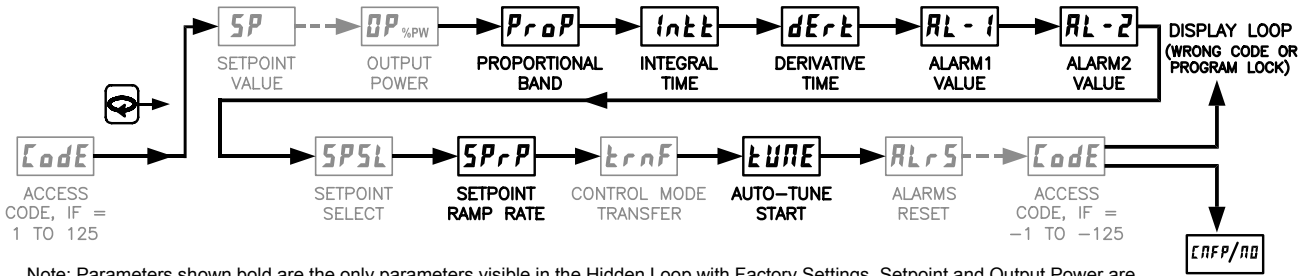 SP
SETPOINT
VALUE
OP %PW
OUTPUT
POWER
ProP
PROPORTIONAL
BAND
Intt
INTEGRAL
TIME
dErt
DERIVATIVE
TIME
AL-1
ALARM1
VALUE
AL-2
ALARM2
VALUE
DISPLAY LOOP
(WRONG CODE OR
PROGRAM LOCK)
CodE
ACCESS
CODE, IF =
1 TO 125
SPSL
SETPOINT
SELECT
SPrP
SETPOINT
RAMP RATE
trnF
CONTROL MODE
TRANSFER
tUNE
AUTO-TUNE
START
ALrS
ALARMS
RESET
CodE
ACCESS
CODE, IF =
-1 TO -125
CNFP/NO
Note: Parameters shown bold are the only parameters visible in the Hidden Loop with Factory Settings. Setpoint and Output Power are